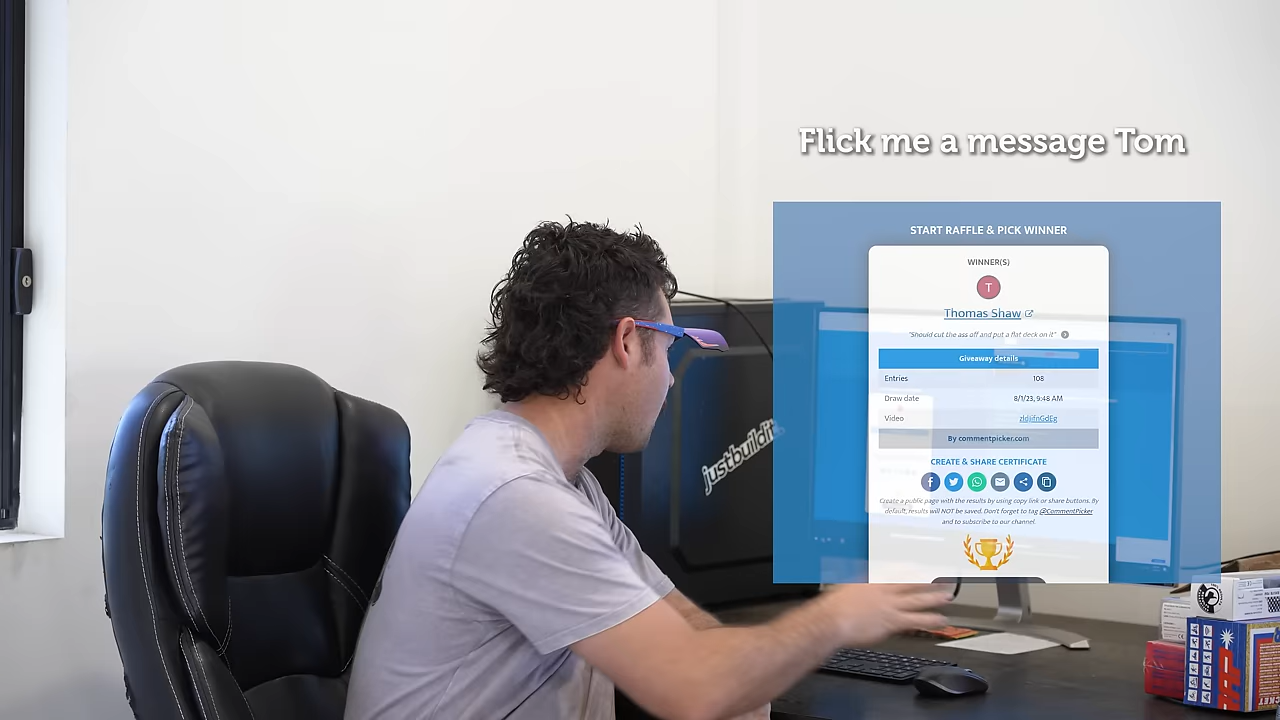 Flick me a message Tom
START RAFFLE & PICK WINNER
WINNER(S)
T
Thomas Shaw
"Should cut the ass off and put a flat deck on it"
Giveaway details
Entries 108
Draw date 8/1/23, 9:48 AM
Video zldjifnGdEg
By commentpicker.com
justbuildit.
CREATE & SHARE CERTIFICATE
Create a public page with the results by using copy link or share buttons. By
default, results will NOT be saved. Don't forget to tag @CommentPicker
and to subscribe to our channel.